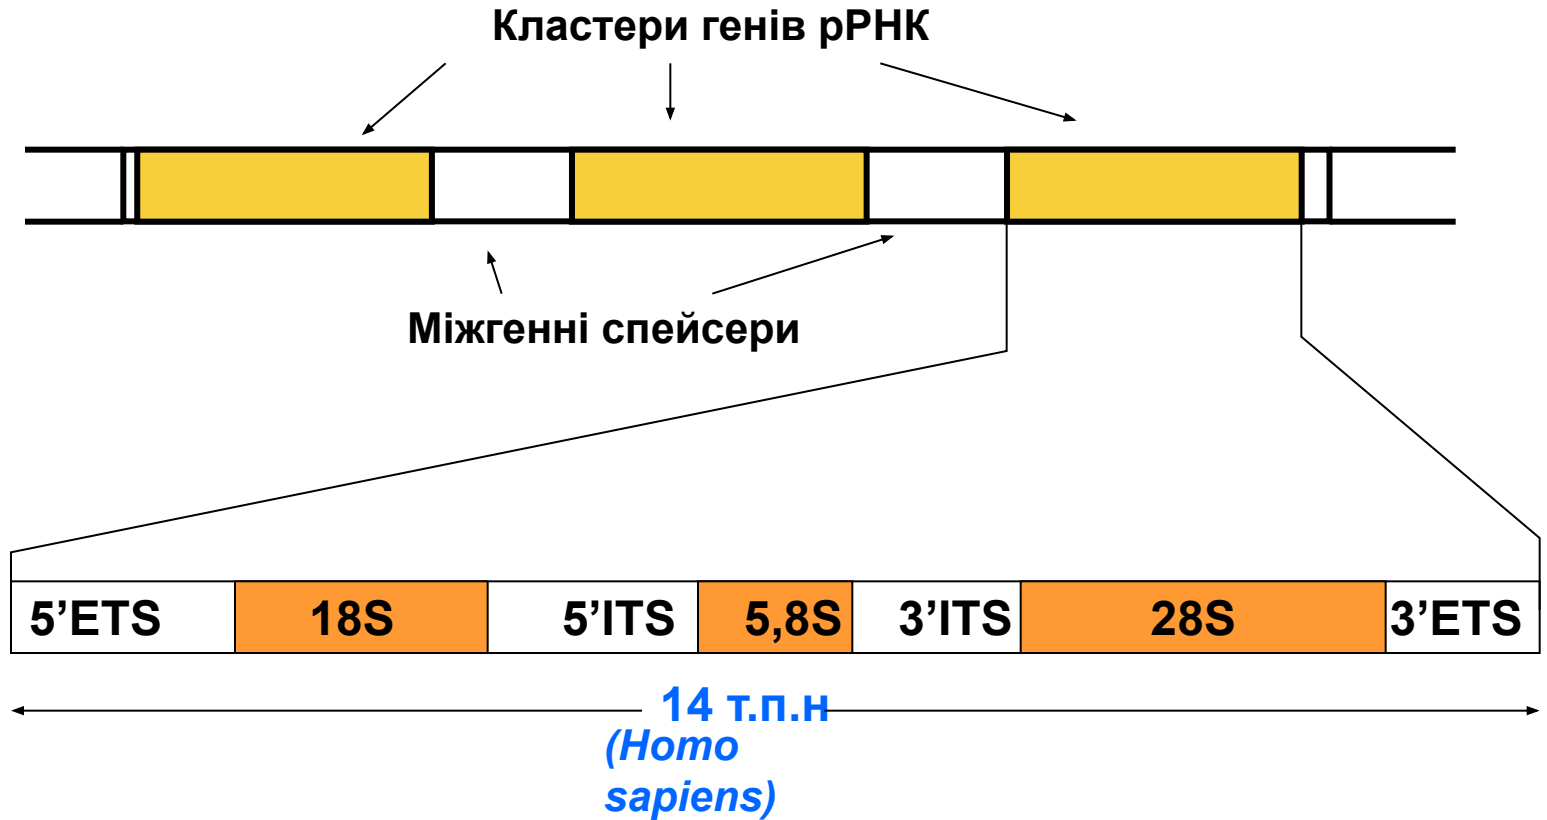 Кластери генів рРНК
Міжгенні спейсери
5’ETS 18S 5’ITS 5,8S 3’ITS 28S 3’ETS
14 т.п.н
(Homo
sapiens)